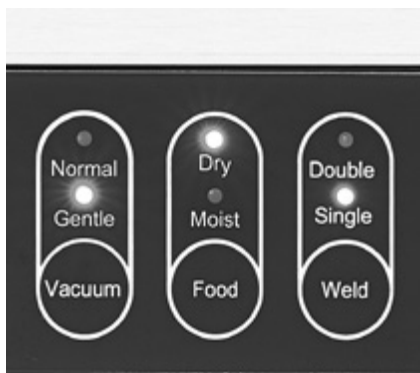 Normal
Gentle
Vacuum
Dry
Moist
Food
Double
Single
Weld